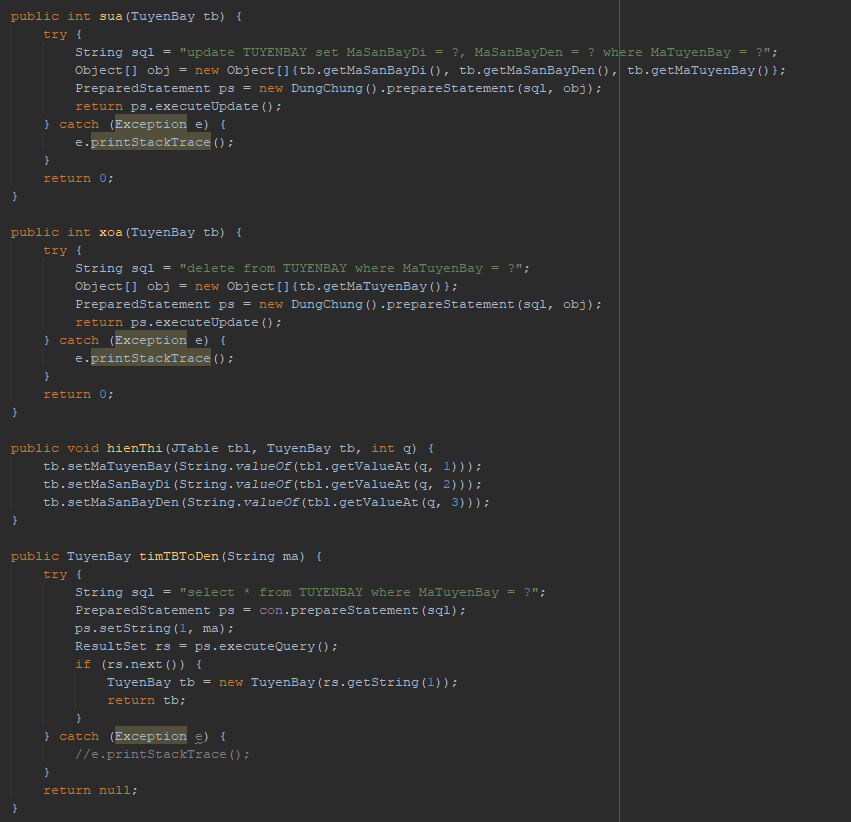 public int sua(TuyenBay tb) {
    try {
        String sql = "update TUYENBAY set MaSanBayDi = ?, MaSanBayDen = ? where MaTuyenBay = ?";
        Object[] obj = new Object[]{tb.getMaSanBayDi(), tb.getMaSanBayDen(), tb.getMaTuyenBay()};
        PreparedStatement ps = new DungChung().prepareStatement(sql, obj);
        return ps.executeUpdate();
    } catch (Exception e) {
        e.printStackTrace();
    }
    return 0;
}

public int xoa(TuyenBay tb) {
    try {
        String sql = "delete from TUYENBAY where MaTuyenBay = ?";
        Object[] obj = new Object[]{tb.getMaTuyenBay()};
        PreparedStatement ps = new DungChung().prepareStatement(sql, obj);
        return ps.executeUpdate();
    } catch (Exception e) {
        e.printStackTrace();
    }
    return 0;
}

public void hienThi(JTable tbl, TuyenBay tb, int q) {
    tb.setMaTuyenBay(String.valueOf(tbl.getValueAt(q, 1)));
    tb.setMaSanBayDi(String.valueOf(tbl.getValueAt(q, 2)));
    tb.setMaSanBayDen(String.valueOf(tbl.getValueAt(q, 3)));
}

public TuyenBay timTBToDen(String ma) {
    try {
        String sql = "select * from TUYENBAY where MaTuyenBay = ?";
        PreparedStatement ps = con.prepareStatement(sql);
        ps.setString(1, ma);
        ResultSet rs = ps.executeQuery();
        if (rs.next()) {
            TuyenBay tb = new TuyenBay(rs.getString(1));
            return tb;
        }
    } catch (Exception e) {
        //e.printStackTrace();
    }
    return null;
}